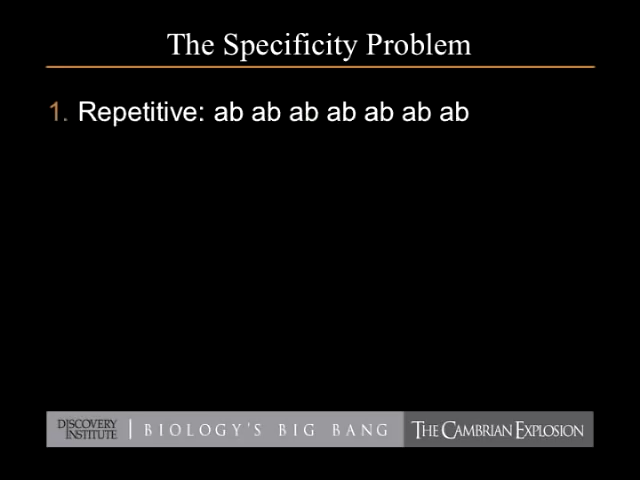 The Specificity Problem
1. Repetitive: ab ab ab ab ab ab ab
DISCOVERY
INSTITUTE
BIOLOGY'S BIG BANG
THE CAMBRIAN EXPLOSION